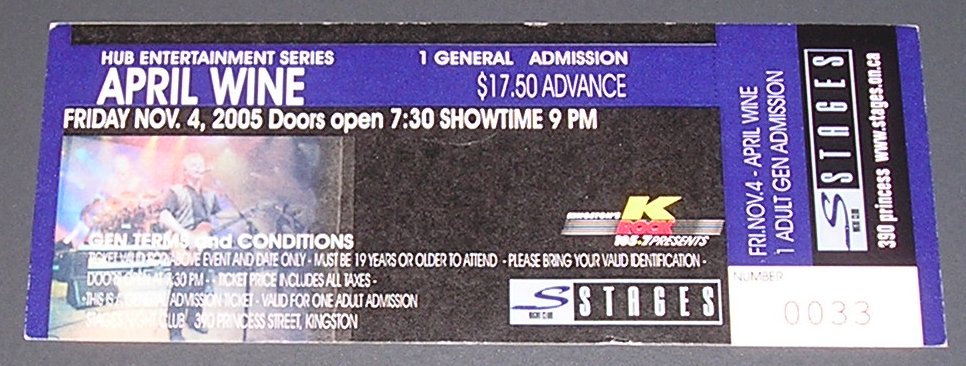 HUB ENTERTAINMENT SERIES
1 GENERAL ADMISSION
APRIL WINE
$17.50 ADVANCE
FRIDAY NOV. 4, 2005 Doors open 7:30 SHOWTIME 9 PM
KINGSTON'S
K
ROCK
105.7 PRESENTS
GEN TERMS and CONDITIONS
TICKET VALID FOR ABOVE EVENT AND DATE ONLY - MUST BE 19 YEARS OR OLDER TO ATTEND - PLEASE BRING YOUR VALID IDENTIFICATION -
DOORS OPEN AT 7:30 PM - - TICKET PRICE INCLUDES ALL TAXES -
- THIS IS A GENERAL ADMISSION TICKET - VALID FOR ONE ADULT ADMISSION
STAGES NIGHT CLUB 390 PRINCESS STREET, KINGSTON
S
NIGHT CLUB
STAGES
FRI.NOV.4 - APRIL WINE
1 ADULT GEN ADMISSION
S
NIGHT CLUB
STAGES
390 princess www.stages.on.ca
NUMBER
0033